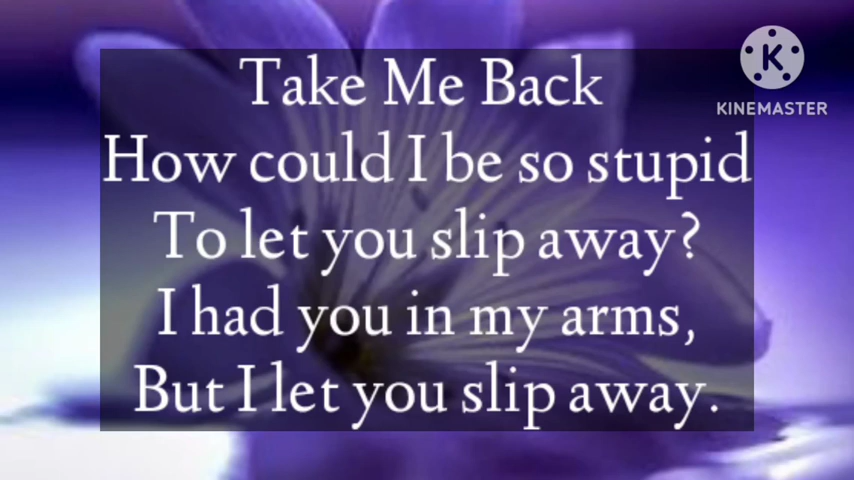 Take Me Back
How could I be so stupid
To let you slip away?
I had you in my arms,
But I let you slip away.
K
KINEMASTER